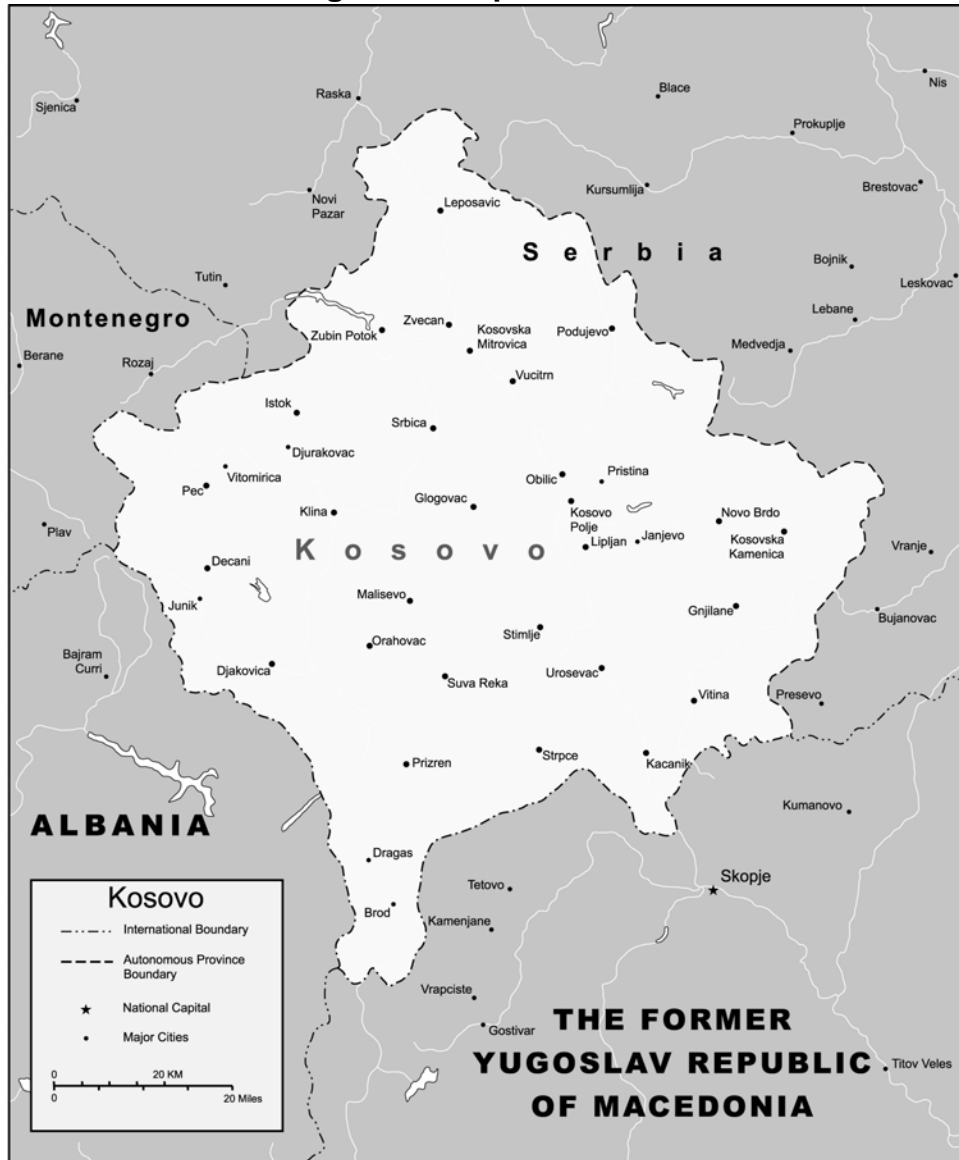 Sjenica
Raska
Blace
Nis
Prokuplje
Novi
Pazar
Leposavic
Kursumlija
Brestovac
Serbia
Tutin
Bojnik
Leskovac
Montenegro
Zubin Potok
Zvecan
Kosovska
Mitrovica
Podujevo
Lebane
Medvedja
Berane
Rozaj
Vucitrn
Istok
Srbica
Djurakovac
Vitomirica
Pec
Obilic
Pristina
Klina
Glogovac
Kosovo
Polje
Novo Brdo
Plav
Kosovo
Lipljan
Janjevo
Kosovska
Kamenica
Vranje
Decani
Junik
Malisevo
Gnjilane
Bujanovac
Bajram
Curri
Orahovac
Stimlje
Djakovica
Suva Reka
Urosevac
Vitina
Presevo
Prizren
Strpce
Kacanik
Kumanovo
ALBANIA
Dragas
Skopje
Tetovo
Brod
Kamenjane
Vrapciste
Gostivar
THE FORMER
YUGOSLAV REPUBLIC
OF MACEDONIA
Titov Veles
Kosovo
International Boundary
Autonomous Province
Boundary
National Capital
Major Cities
0 20 KM
0 20 Miles